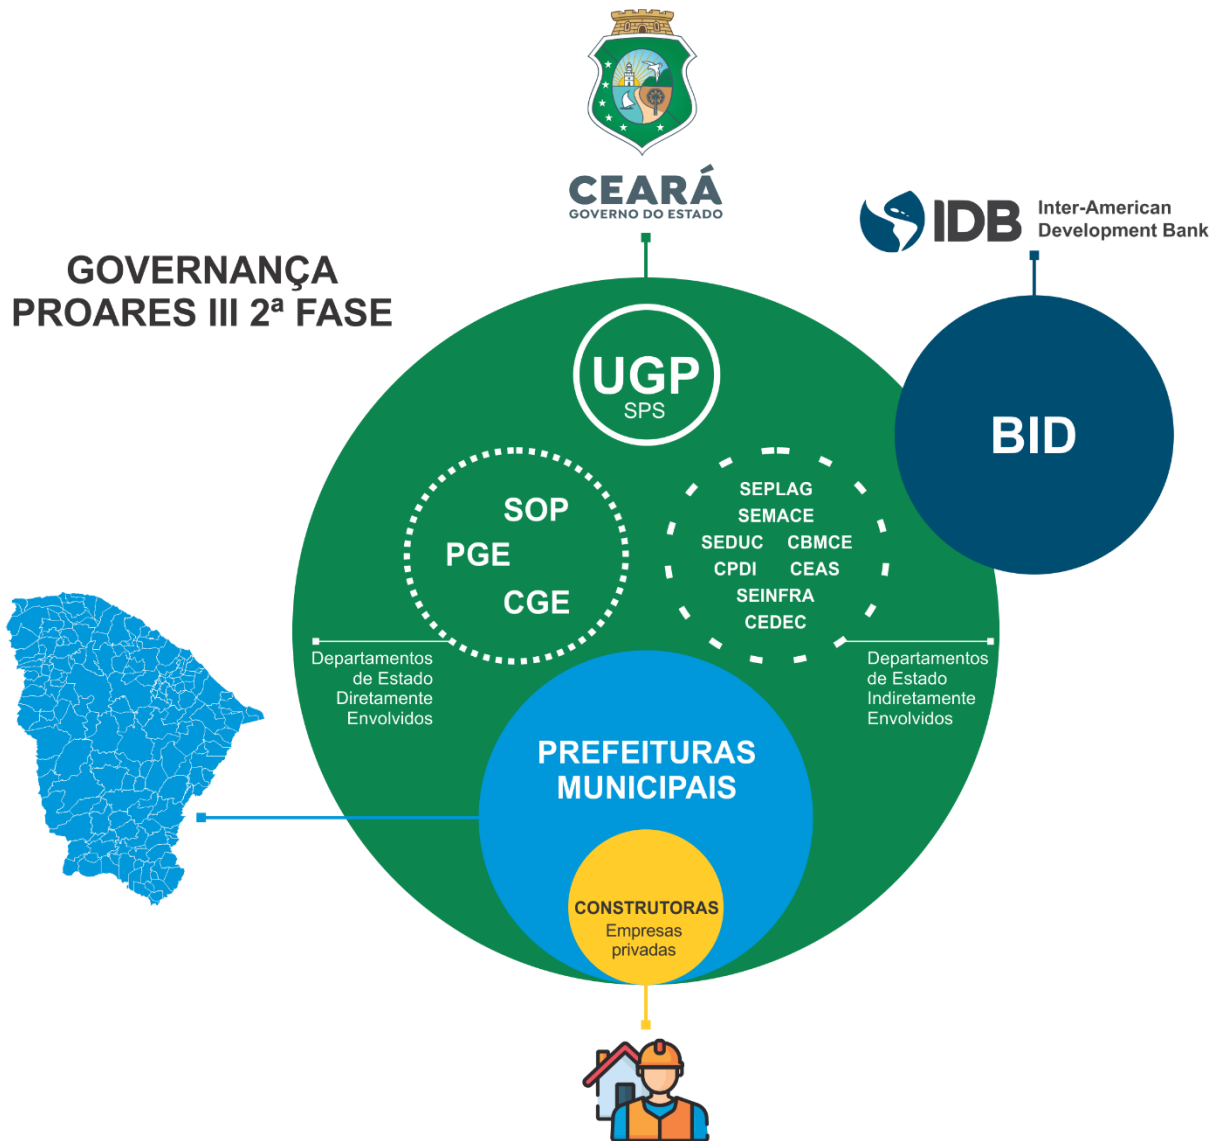 CEARÁ
GOVERNO DO ESTADO
IDB
Inter-American
Development Bank
GOVERNANÇA
PROARES III 2ª FASE
UGP
SPS
BID
SOP
PGE
CGE
SEPLAG
SEMACE
SEDUC CBMCE
CPDI CEAS
SEINFRA
CEDEC
Departamentos
de Estado
Diretamente
Envolvidos
Departamentos
de Estado
Indiretamente
Envolvidos
PREFEITURAS
MUNICIPAIS
CONSTRUTORAS
Empresas
privadas